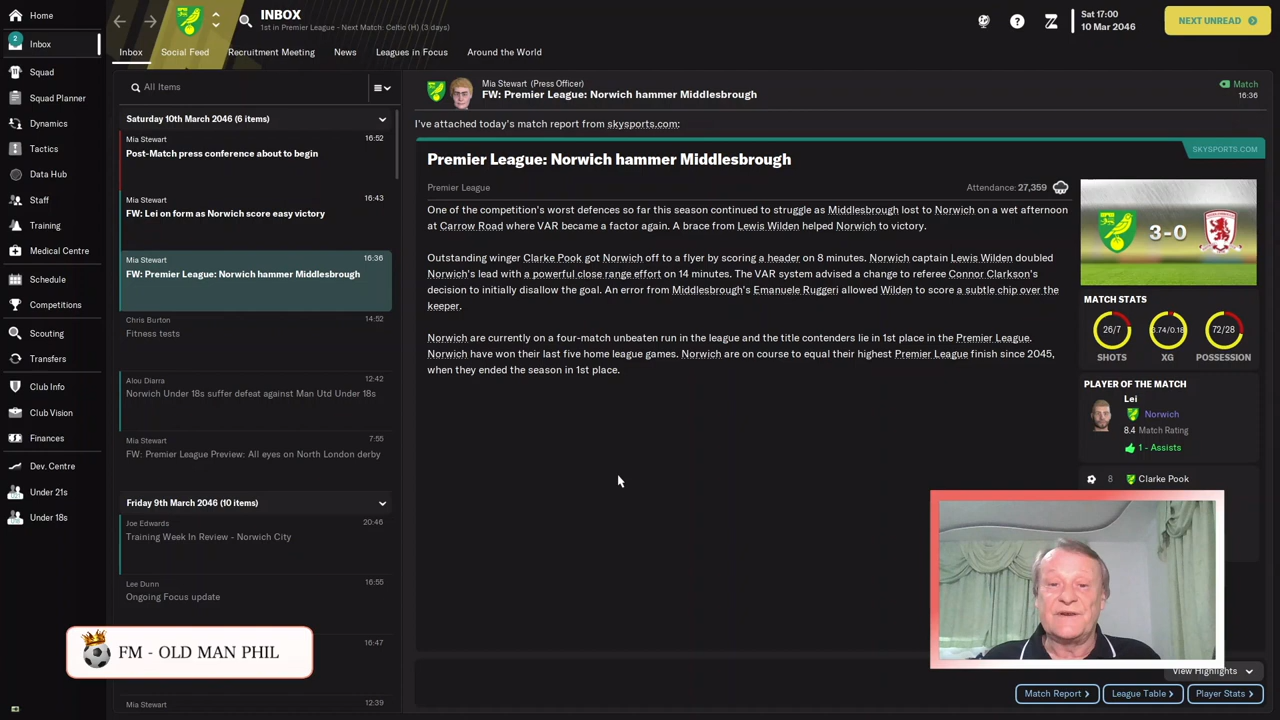 Home
2
Inbox
Squad
Squad Planner
Dynamics
Tactics
Data Hub
Staff
Training
Medical Centre
Schedule
Competitions
Scouting
Transfers
Club Info
Club Vision
Finances
Dev. Centre
Under 21s
Under 18s
INBOX
1st in Premier League - Next Match: Celtic (H) (3 days)
Sat 17:00
10 Mar 2046
NEXT UNREAD
Inbox Social Feed Recruitment Meeting News Leagues in Focus Around the World
All Items
Saturday 10th March 2046 (6 items)
Mia Stewart 16:52
Post-Match press conference about to begin
Mia Stewart 16:43
FW: Lei on form as Norwich score easy victory
Mia Stewart 16:36
FW: Premier League: Norwich hammer Middlesbrough
Chris Burton 14:52
Fitness tests
Alou Diarra 12:42
Norwich Under 18s suffer defeat against Man Utd Under 18s
Mia Stewart 7:55
FW: Premier League Preview: All eyes on North London derby
Friday 9th March 2046 (10 items)
Joe Edwards 20:46
Training Week In Review - Norwich City
Lee Dunn 16:55
Ongoing Focus update
16:47
Mia Stewart 12:39
FM - OLD MAN PHIL
Mia Stewart (Press Officer)
FW: Premier League: Norwich hammer Middlesbrough
Match
16:36
I've attached today's match report from skysports.com:
Premier League: Norwich hammer Middlesbrough
SKYSPORTS.COM
Premier League Attendance: 27,359
One of the competition's worst defences so far this season continued to struggle as Middlesbrough lost to Norwich on a wet afternoon
at Carrow Road where VAR became a factor again. A brace from Lewis Wilden helped Norwich to victory.
Outstanding winger Clarke Pook got Norwich off to a flyer by scoring a header on 8 minutes. Norwich captain Lewis Wilden doubled
Norwich's lead with a powerful close range effort on 14 minutes. The VAR system advised a change to referee Connor Clarkson's
decision to initially disallow the goal. An error from Middlesbrough's Emanuele Ruggeri allowed Wilden to score a subtle chip over the
keeper.
Norwich are currently on a four-match unbeaten run in the league and the title contenders lie in 1st place in the Premier League.
Norwich have won their last five home league games. Norwich are on course to equal their highest Premier League finish since 2045,
when they ended the season in 1st place.
3-0
MATCH STATS
26/7 3.74/0.18 72/28
SHOTS XG POSSESSION
PLAYER OF THE MATCH
Lei
Norwich
8.4 Match Rating
1 - Assists
8 Clarke Pook
View Highlights
Match Report League Table Player Stats